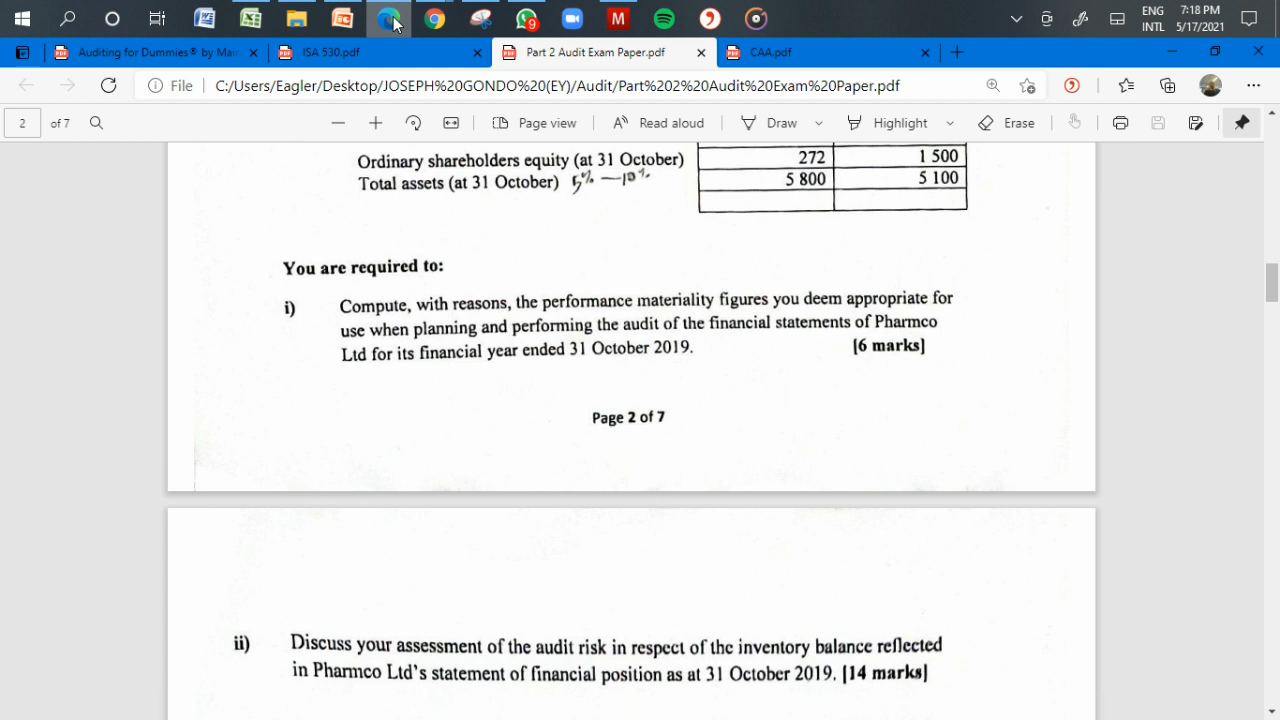 ENG 7:18 PM
INTL 5/17/2021
9
M
Auditing for Dummies® by Mair
ISA 530.pdf
Part 2 Audit Exam Paper.pdf
CAA.pdf
File C:/Users/Eagler/Desktop/JOSEPH%20GONDO%20(EY)/Audit/Part%202%20Audit%20Exam%20Paper.pdf
2 of 7 Page view Read aloud Draw Highlight Erase
Ordinary shareholders equity (at 31 October) 272 1 500
Total assets (at 31 October) 5% — 10% 5 800 5 100
You are required to:
i) Compute, with reasons, the performance materiality figures you deem appropriate for
use when planning and performing the audit of the financial statements of Pharmco
Ltd for its financial year ended 31 October 2019. [6 marks]
Page 2 of 7
ii) Discuss your assessment of the audit risk in respect of the inventory balance reflected
in Pharmco Ltd's statement of financial position as at 31 October 2019. [14 marks]